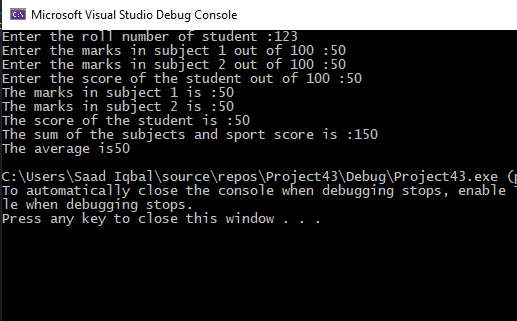 Microsoft Visual Studio Debug Console
Enter the roll number of student :123
Enter the marks in subject 1 out of 100 :50
Enter the marks in subject 2 out of 100 :50
Enter the score of the student out of 100 :50
The marks in subject 1 is :50
The marks in subject 2 is :50
The score of the student is :50
The sum of the subjects and sport score is :150
The average is50
C:\Users\Saad Iqbal\source\repos\Project43\Debug\Project43.exe (p
To automatically close the console when debugging stops, enable
le when debugging stops.
Press any key to close this window . . .